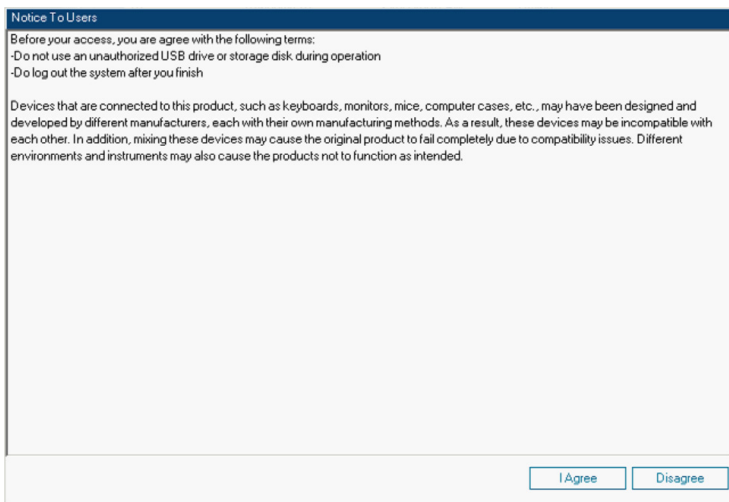 Notice To Users
Before your access, you are agree with the following terms:
-Do not use an unauthorized USB drive or storage disk during operation
-Do log out the system after you finish
Devices that are connected to this product, such as keyboards, monitors, mice, computer cases, etc., may have been designed and
developed by different manufacturers, each with their own manufacturing methods. As a result, these devices may be incompatible with
each other. In addition, mixing these devices may cause the original product to fail completely due to compatibility issues. Different
environments and instruments may also cause the products not to function as intended.
I Agree
Disagree